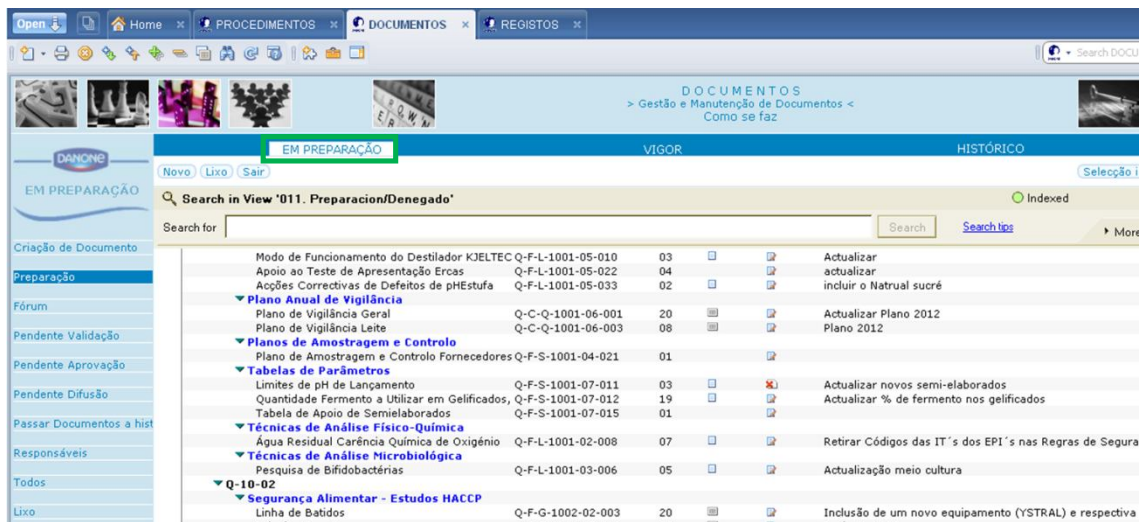 Open Home PROCEDIMENTOS DOCUMENTOS REGISTOS
Search DOCU
DOCUMENTOS
> Gestão e Manutenção de Documentos <
Como se faz
DANONE
EM PREPARAÇÃO
EM PREPARAÇÃO VIGOR HISTÓRICO
Novo Lixo Sair Selecção i
Search in View '011. Preparacion/Denegado' Indexed
Search for Search Search tips More
Criação de Documento
Preparação
Fórum
Pendente Validação
Pendente Aprovação
Pendente Difusão
Passar Documentos a hist
Responsáveis
Todos
Lixo
Modo de Funcionamento do Destilador KJELTEC Q-F-L-1001-05-010 03 Actualizar
Apoio ao Teste de Apresentação Ercas Q-F-L-1001-05-022 04 actualizar
Acções Correctivas de Defeitos de pHEstufa Q-F-L-1001-05-033 02 incluir o Natrual sucré
Plano Anual de Vigilância
Plano de Vigilância Geral Q-C-Q-1001-06-001 20 Actualizar Plano 2012
Plano de Vigilância Leite Q-C-Q-1001-06-003 08 Plano 2012
Planos de Amostragem e Controlo
Plano de Amostragem e Controlo Fornecedores Q-F-S-1001-04-021 01
Tabelas de Parâmetros
Limites de pH de Lançamento Q-F-S-1001-07-011 03 Actualizar novos semi-elaborados
Quantidade Fermento a Utilizar em Gelificados, Q-F-S-1001-07-012 19 Actualizar % de fermento nos gelificados
Tabela de Apoio de Semielaborados Q-F-S-1001-07-015 01
Técnicas de Análise Físico-Química
Água Residual Carência Química de Oxigénio Q-F-L-1001-02-008 07 Retirar Códigos das IT´s dos EPI´s nas Regras de Segura
Técnicas de Análise Microbiológica
Pesquisa de Bifidobactérias Q-F-L-1001-03-006 05 Actualização meio cultura
Q-10-02
Segurança Alimentar - Estudos HACCP
Linha de Batidos Q-F-G-1002-02-003 20 Inclusão de um novo equipamento (YSTRAL) e respectiva